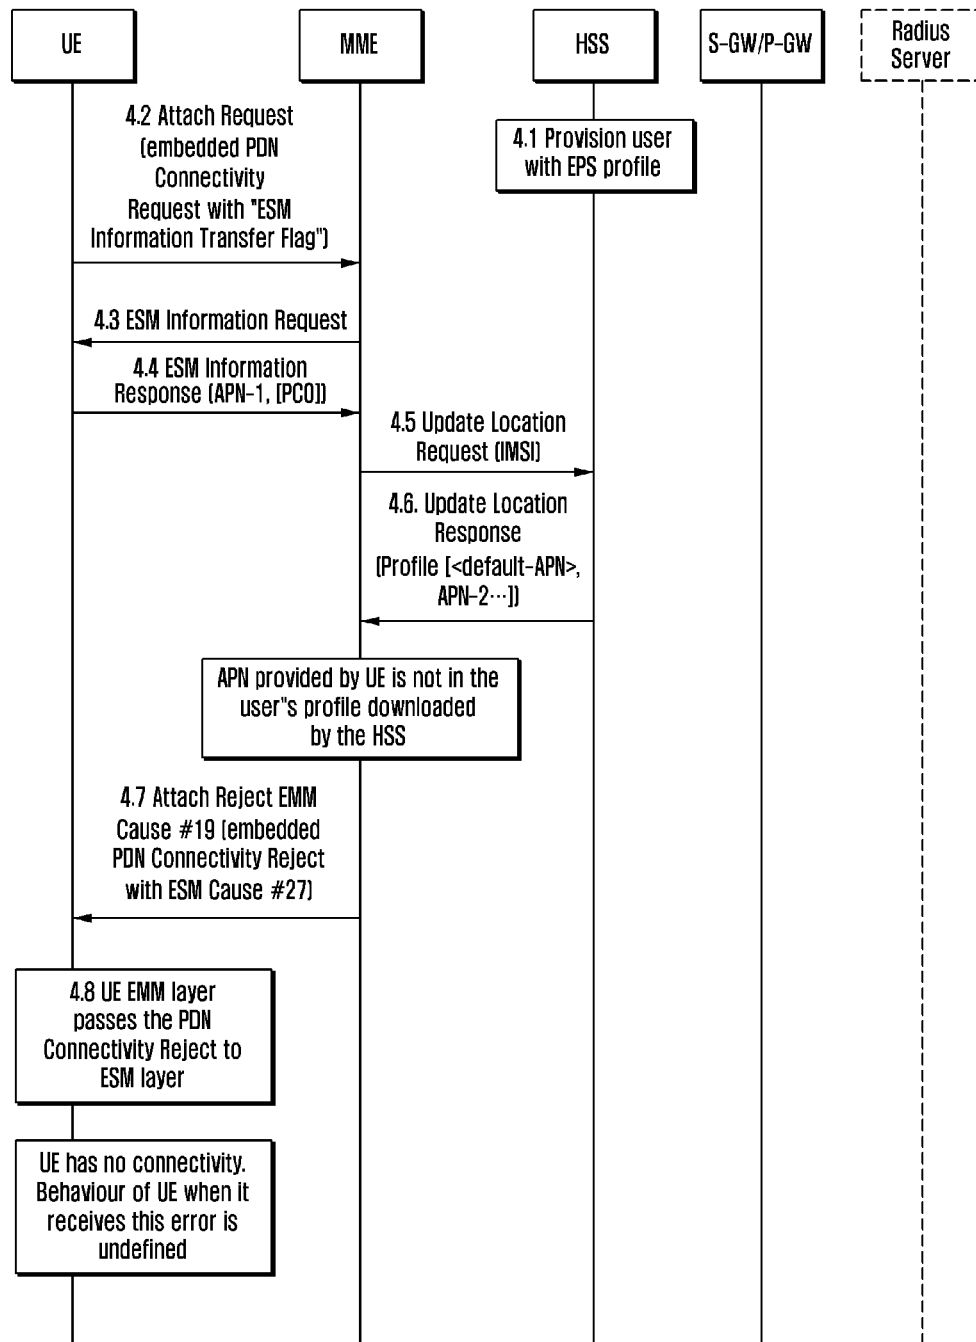 UE
MME
HSS
S-GW/P-GW
Radius
Server
4.1 Provision user
with EPS profile
4.2 Attach Request
(embedded PDN
Connectivity
Request with "ESM
Information Transfer Flag")
4.3 ESM Information Request
4.4 ESM Information
Response (APN-1, [PCO])
4.5 Update Location
Request (IMSI)
4.6. Update Location
Response
(Profile [<default-APN>,
APN-2···])
APN provided by UE is not in the
user"s profile downloaded
by the HSS
4.7 Attach Reject EMM
Cause #19 (embedded
PDN Connectivity Reject
with ESM Cause #27)
4.8 UE EMM layer
passes the PDN
Connectivity Reject to
ESM layer
UE has no connectivity.
Behaviour of UE when it
receives this error is
undefined